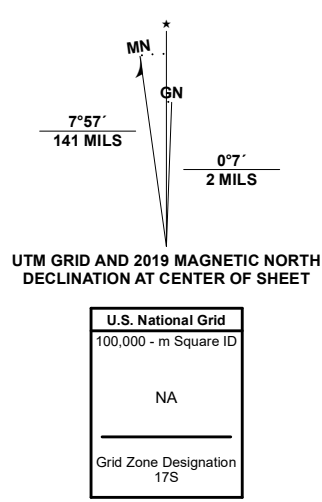 MN
GN
7°57´
141 MILS
0°7´
2 MILS
UTM GRID AND 2019 MAGNETIC NORTH
DECLINATION AT CENTER OF SHEET
U.S. National Grid
100,000 - m Square ID
NA
Grid Zone Designation
17S